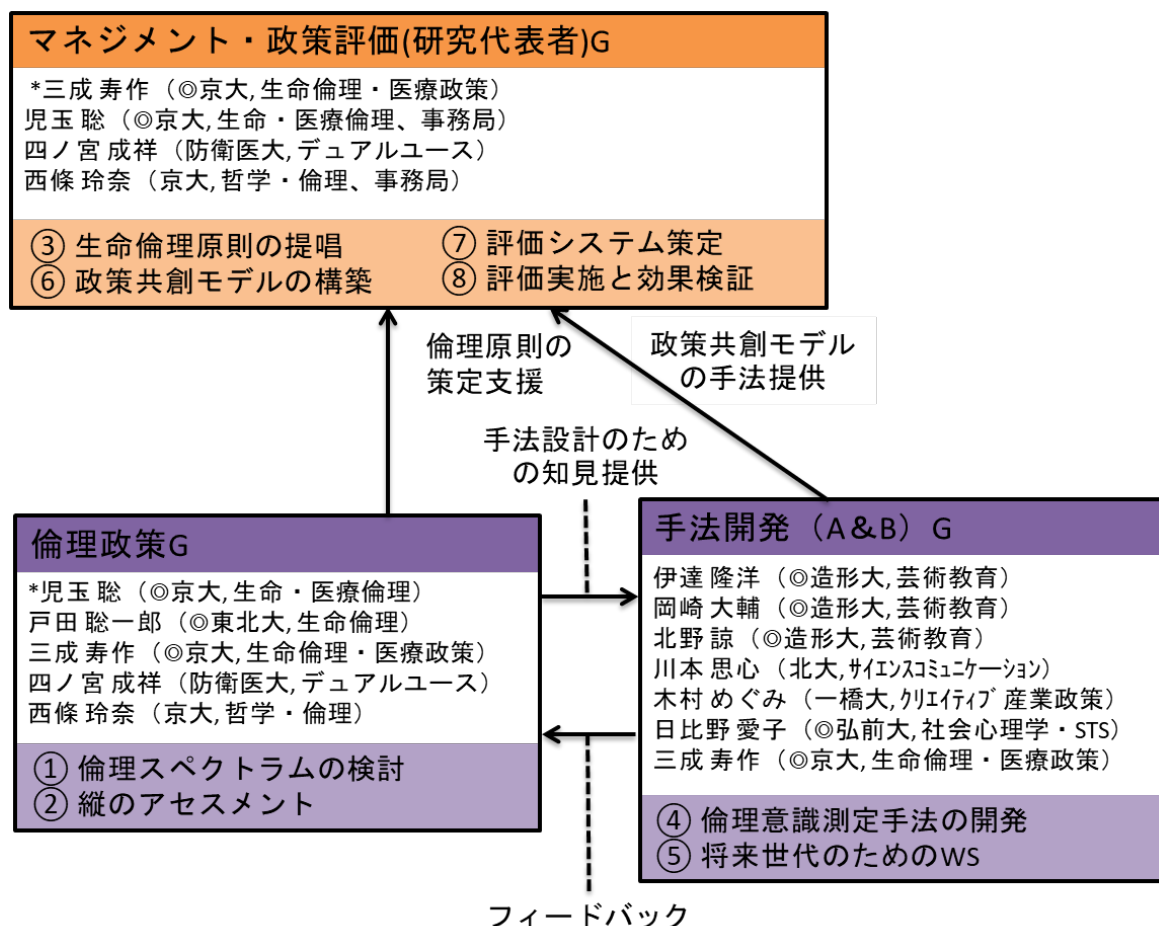 マネジメント・政策評価(研究代表者)G
*三成 寿作（◎京大, 生命倫理・医療政策）
児玉 聡（◎京大, 生命・医療倫理、事務局）
四ノ宮 成祥（防衛医大, デュアルユース）
西條 玲奈（京大, 哲学・倫理、事務局）
③ 生命倫理原則の提唱
⑥ 政策共創モデルの構築
⑦ 評価システム策定
⑧ 評価実施と効果検証
倫理原則の
策定支援
政策共創モデル
の手法提供
手法設計のため
の知見提供
倫理政策G
*児玉 聡（◎京大, 生命・医療倫理）
戸田 聡一郎（◎東北大, 生命倫理）
三成 寿作（◎京大, 生命倫理・医療政策）
四ノ宮 成祥（防衛医大, デュアルユース）
西條 玲奈（京大, 哲学・倫理）
① 倫理スペクトラムの検討
② 縦のアセスメント
手法開発（A&B）G
伊達 隆洋（◎造形大, 芸術教育）
岡崎 大輔（◎造形大, 芸術教育）
北野 諒（◎造形大, 芸術教育）
川本 思心（北大, ｻｲｴﾝｽｺﾐｭﾆｹｰｼｮﾝ）
木村 めぐみ（一橋大, ｸﾘｴｲﾃｨﾌﾞ産業政策）
日比野 愛子（◎弘前大, 社会心理学・STS）
三成 寿作（◎京大, 生命倫理・医療政策）
④ 倫理意識測定手法の開発
⑤ 将来世代のためのWS
フィードバック